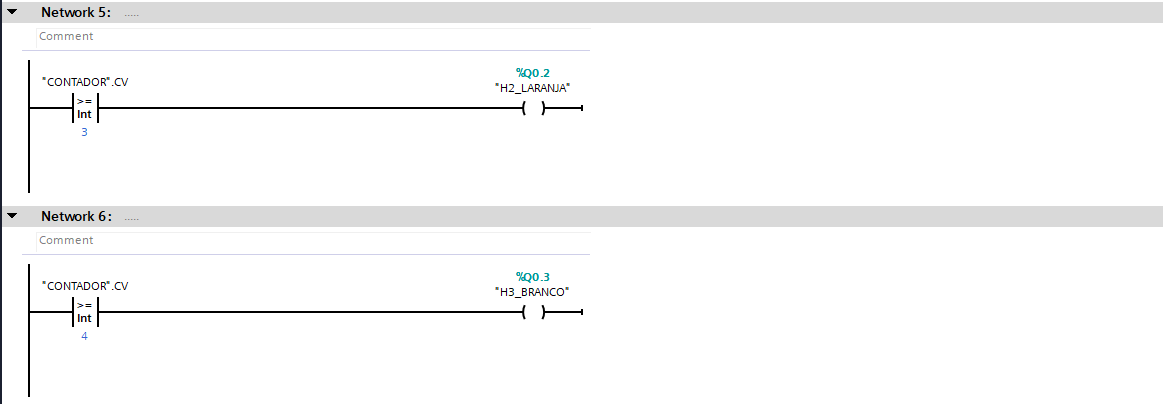 Network 5: .....
Comment
"CONTADOR".CV
%Q0.2
"H2_LARANJA"
>=
Int
3
Network 6: .....
Comment
"CONTADOR".CV
%Q0.3
"H3_BRANCO"
>=
Int
4